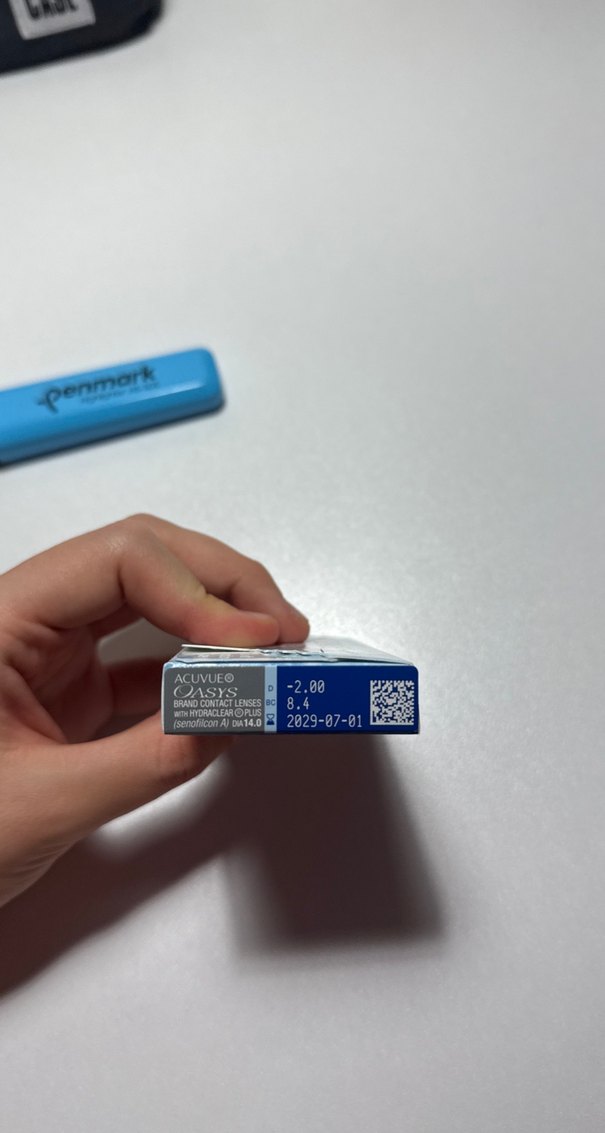 CASE
penmark
ACUVUE®
OASYS
BRAND CONTACT LENSES
WITH HYDRACLEAR® PLUS
(senofilcon A) DIA 14.0
D -2.00
BC 8.4
2029-07-01